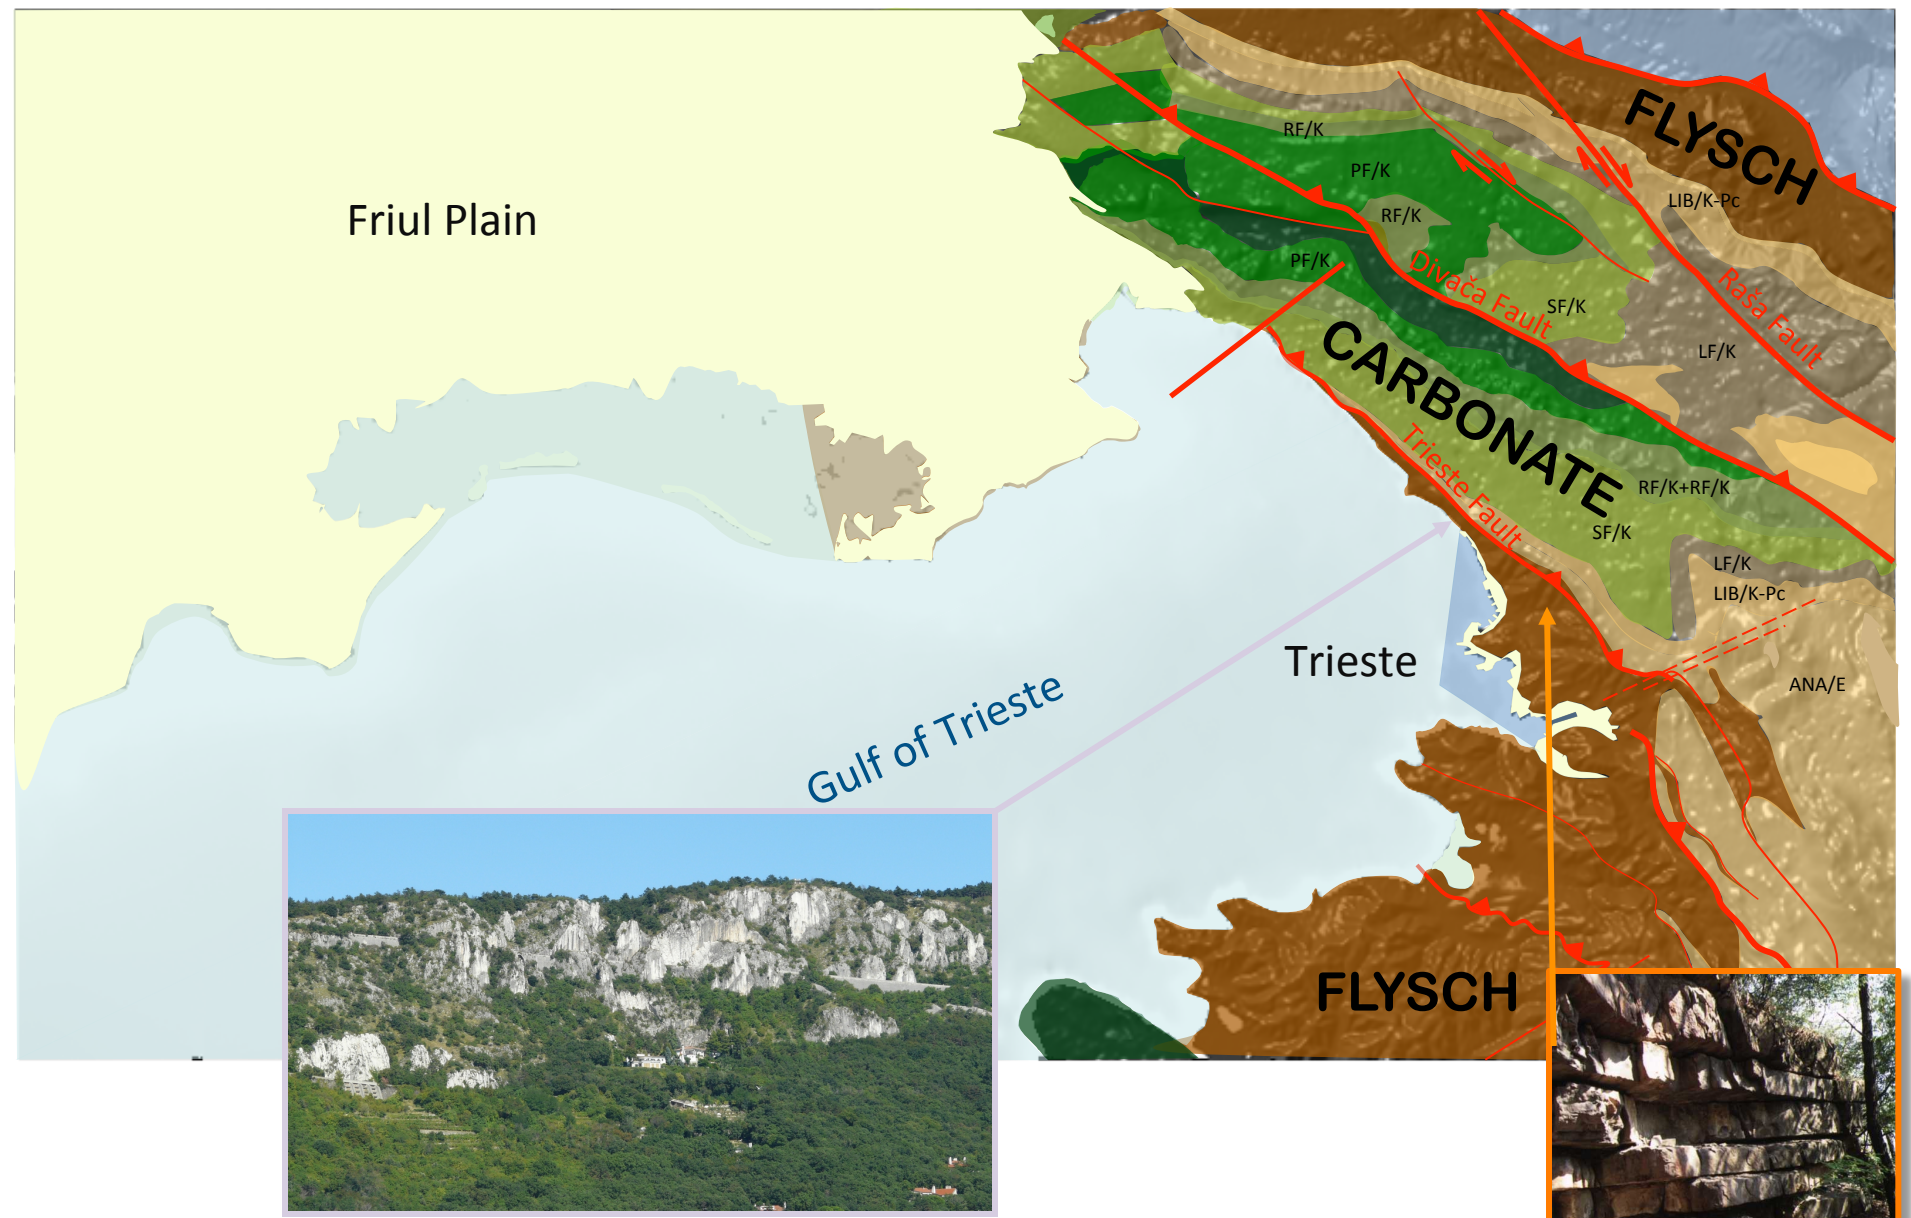 FLYSCH
RF/K
PF/K
LIB/K-Pc
RF/K
Friul Plain
PF/K
Divača Fault
Raša Fault
SF/K
CARBONATE
LF/K
Trieste Fault
RF/K+RF/K
SF/K
LF/K
LIB/K-Pc
Trieste
ANA/E
Gulf of Trieste
FLYSCH